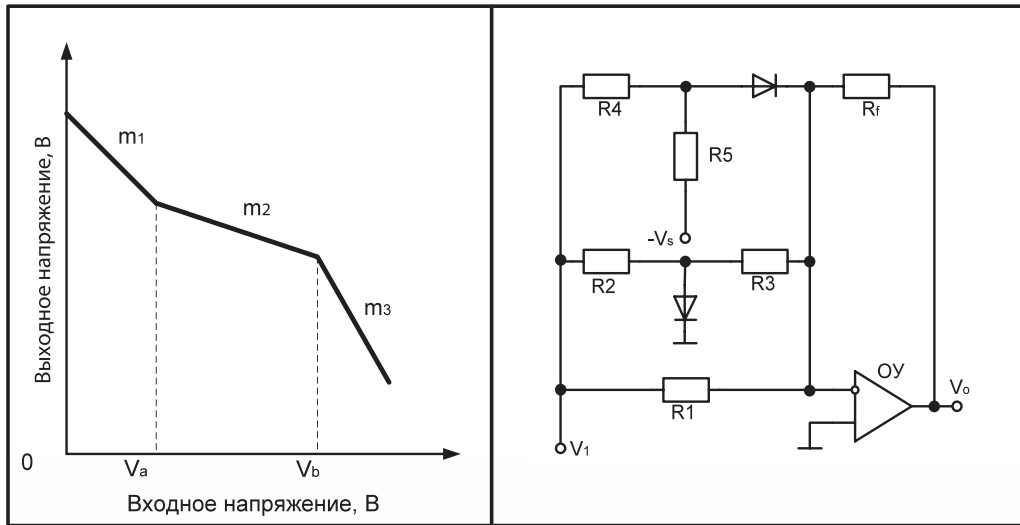 Выходное напряжение, В
m1
m2
m3
0
Va
Vb
Входное напряжение, В
R4
Rf
R5
-Vs
R2
R3
R1
ОУ
Vo
V1